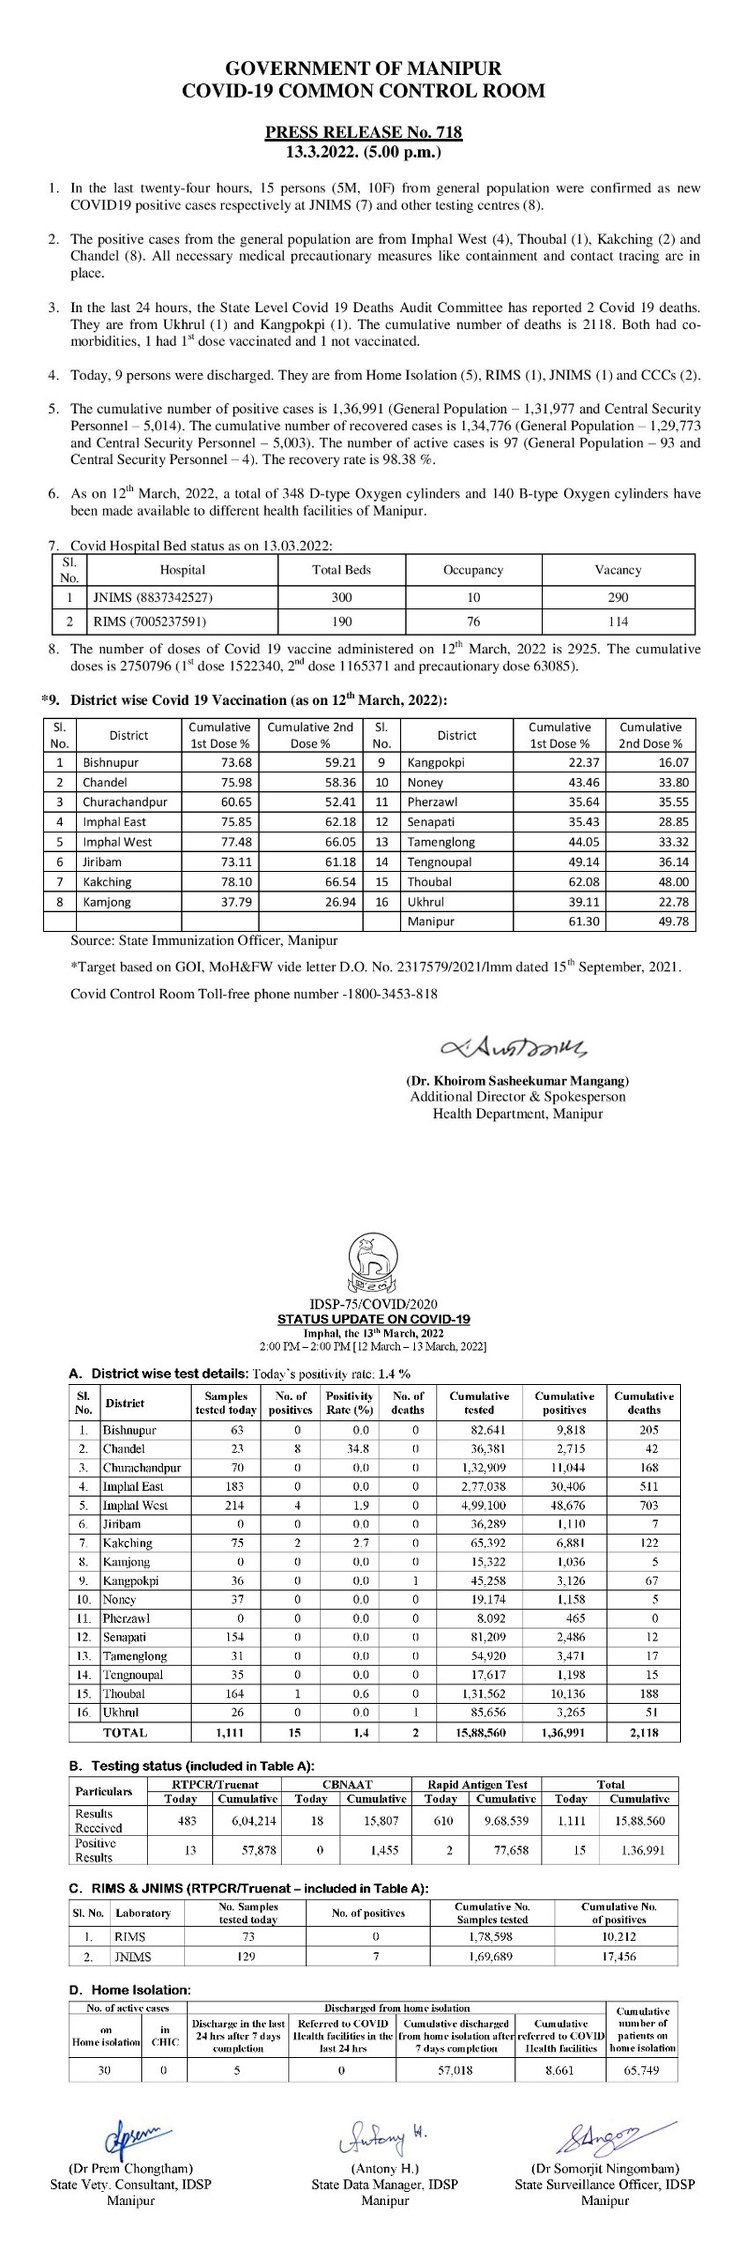 GOVERNMENT OF MANIPUR
COVID-19 COMMON CONTROL ROOM
PRESS RELEASE No. 718
13.3.2022. (5.00 p.m.)
1. In the last twenty-four hours, 15 persons (5M, 10F) from general population were confirmed as new
COVID19 positive cases respectively at JNIMS (7) and other testing centres (8).
2. The positive cases from the general population are from Imphal West (4), Thoubal (1), Kakching (2) and
Chandel (8). All necessary medical precautionary measures like containment and contact tracing are in
place.
3. In the last 24 hours, the State Level Covid 19 Deaths Audit Committee has reported 2 Covid 19 deaths.
They are from Ukhrul (1) and Kangpokpi (1). The cumulative number of deaths is 2118. Both had co-
morbidities, 1 had 1st dose vaccinated and 1 not vaccinated.
4. Today, 9 persons were discharged. They are from Home Isolation (5), RIMS (1), JNIMS (1) and CCCs (2).
5. The cumulative number of positive cases is 1,36,991 (General Population – 1,31,977 and Central Security
Personnel – 5,014). The cumulative number of recovered cases is 1,34,776 (General Population – 1,29,773
and Central Security Personnel – 5,003). The number of active cases is 97 (General Population – 93 and
Central Security Personnel – 4). The recovery rate is 98.38 %.
6. As on 12th March, 2022, a total of 348 D-type Oxygen cylinders and 140 B-type Oxygen cylinders have
been made available to different health facilities of Manipur.
7. Covid Hospital Bed status as on 13.03.2022:
Sl. No. Hospital Total Beds Occupancy Vacancy
1 JNIMS (8837342527) 300 10 290
2 RIMS (7005237591) 190 76 114
8. The number of doses of Covid 19 vaccine administered on 12th March, 2022 is 2925. The cumulative
doses is 2750796 (1st dose 1522340, 2nd dose 1165371 and precautionary dose 63085).
*9. District wise Covid 19 Vaccination (as on 12th March, 2022):
Sl. No. District Cumulative 1st Dose % Cumulative 2nd Dose % Sl. No. District Cumulative 1st Dose % Cumulative 2nd Dose %
1 Bishnupur 73.68 59.21 9 Kangpokpi 22.37 16.07
2 Chandel 75.98 58.36 10 Noney 43.46 33.80
3 Churachandpur 60.65 52.41 11 Pherzawl 35.64 35.55
4 Imphal East 75.85 62.18 12 Senapati 35.43 28.85
5 Imphal West 77.48 66.05 13 Tamenglong 44.05 33.32
6 Jiribam 73.11 61.18 14 Tengnoupal 49.14 36.14
7 Kakching 78.10 66.54 15 Thoubal 62.08 48.00
8 Kamjong 37.79 26.94 16 Ukhrul 39.11 22.78
Manipur 61.30 49.78
Source: State Immunization Officer, Manipur
*Target based on GOI, MoH&FW vide letter D.O. No. 2317579/2021/Imm dated 15th September, 2021.
Covid Control Room Toll-free phone number -1800-3453-818
(Dr. Khoirom Sasheekumar Mangang)
Additional Director & Spokesperson
Health Department, Manipur
IDSP-75/COVID/2020
STATUS UPDATE ON COVID-19
Imphal, the 13th March, 2022
2:00 PM – 2:00 PM [12 March – 13 March, 2022]
A. District wise test details: Today's positivity rate: 1.4 %
Sl. No. District Samples tested today No. of positives Positivity Rate (%) No. of deaths Cumulative tested Cumulative positives Cumulative deaths
1. Bishnupur 63 0 0.0 0 82,641 9,818 205
2. Chandel 23 8 34.8 0 36,381 2,715 42
3. Churachandpur 70 0 0.0 0 1,32,909 11,044 168
4. Imphal East 183 0 0.0 0 2,77,038 30,406 511
5. Imphal West 214 4 1.9 0 4,99,100 48,676 703
6. Jiribam 0 0 0.0 0 36,289 1,110 7
7. Kakching 75 2 2.7 0 65,392 6,881 122
8. Kamjong 0 0 0.0 0 15,322 1,036 5
9. Kangpokpi 36 0 0.0 1 45,258 3,126 67
10. Noney 37 0 0.0 0 19,174 1,158 5
11. Pherzawl 0 0 0.0 0 8,092 465 0
12. Senapati 154 0 0.0 0 81,209 2,486 12
13. Tamenglong 31 0 0.0 0 54,920 3,471 17
14. Tengnoupal 35 0 0.0 0 17,617 1,198 15
15. Thoubal 164 1 0.6 0 1,31,562 10,136 188
16. Ukhrul 26 0 0.0 1 85,656 3,265 51
TOTAL 1,111 15 1.4 2 15,88,560 1,36,991 2,118
B. Testing status (included in Table A):
Particulars RTPCR/Truenat CBNAAT Rapid Antigen Test Total
Today Cumulative Today Cumulative Today Cumulative Today Cumulative
Results Received 483 6,04,214 18 15,807 610 9,68,539 1,111 15,88,560
Positive Results 13 57,878 0 1,455 2 77,658 15 1,36,991
C. RIMS & JNIMS (RTPCR/Truenat – included in Table A):
Sl. No. Laboratory No. Samples tested today No. of positives Cumulative No. Samples tested Cumulative No. of positives
1. RIMS 73 0 1,78,598 10,212
2. JNIMS 129 7 1,69,689 17,456
D. Home Isolation:
No. of active cases Discharged from home isolation Cumulative number of patients on home isolation
on Home isolation in CHIC Discharge in the last 24 hrs after 7 days completion Referred to COVID Health facilities in the last 24 hrs Cumulative discharged from home isolation after 7 days completion Cumulative referred to COVID Health facilities
30 0 5 0 57,018 8,661 65,749
(Dr Prem Chongtham) (Antony H.) (Dr Somorjit Ningombam)
State Vety. Consultant, IDSP State Data Manager, IDSP State Surveillance Officer, IDSP
Manipur Manipur Manipur